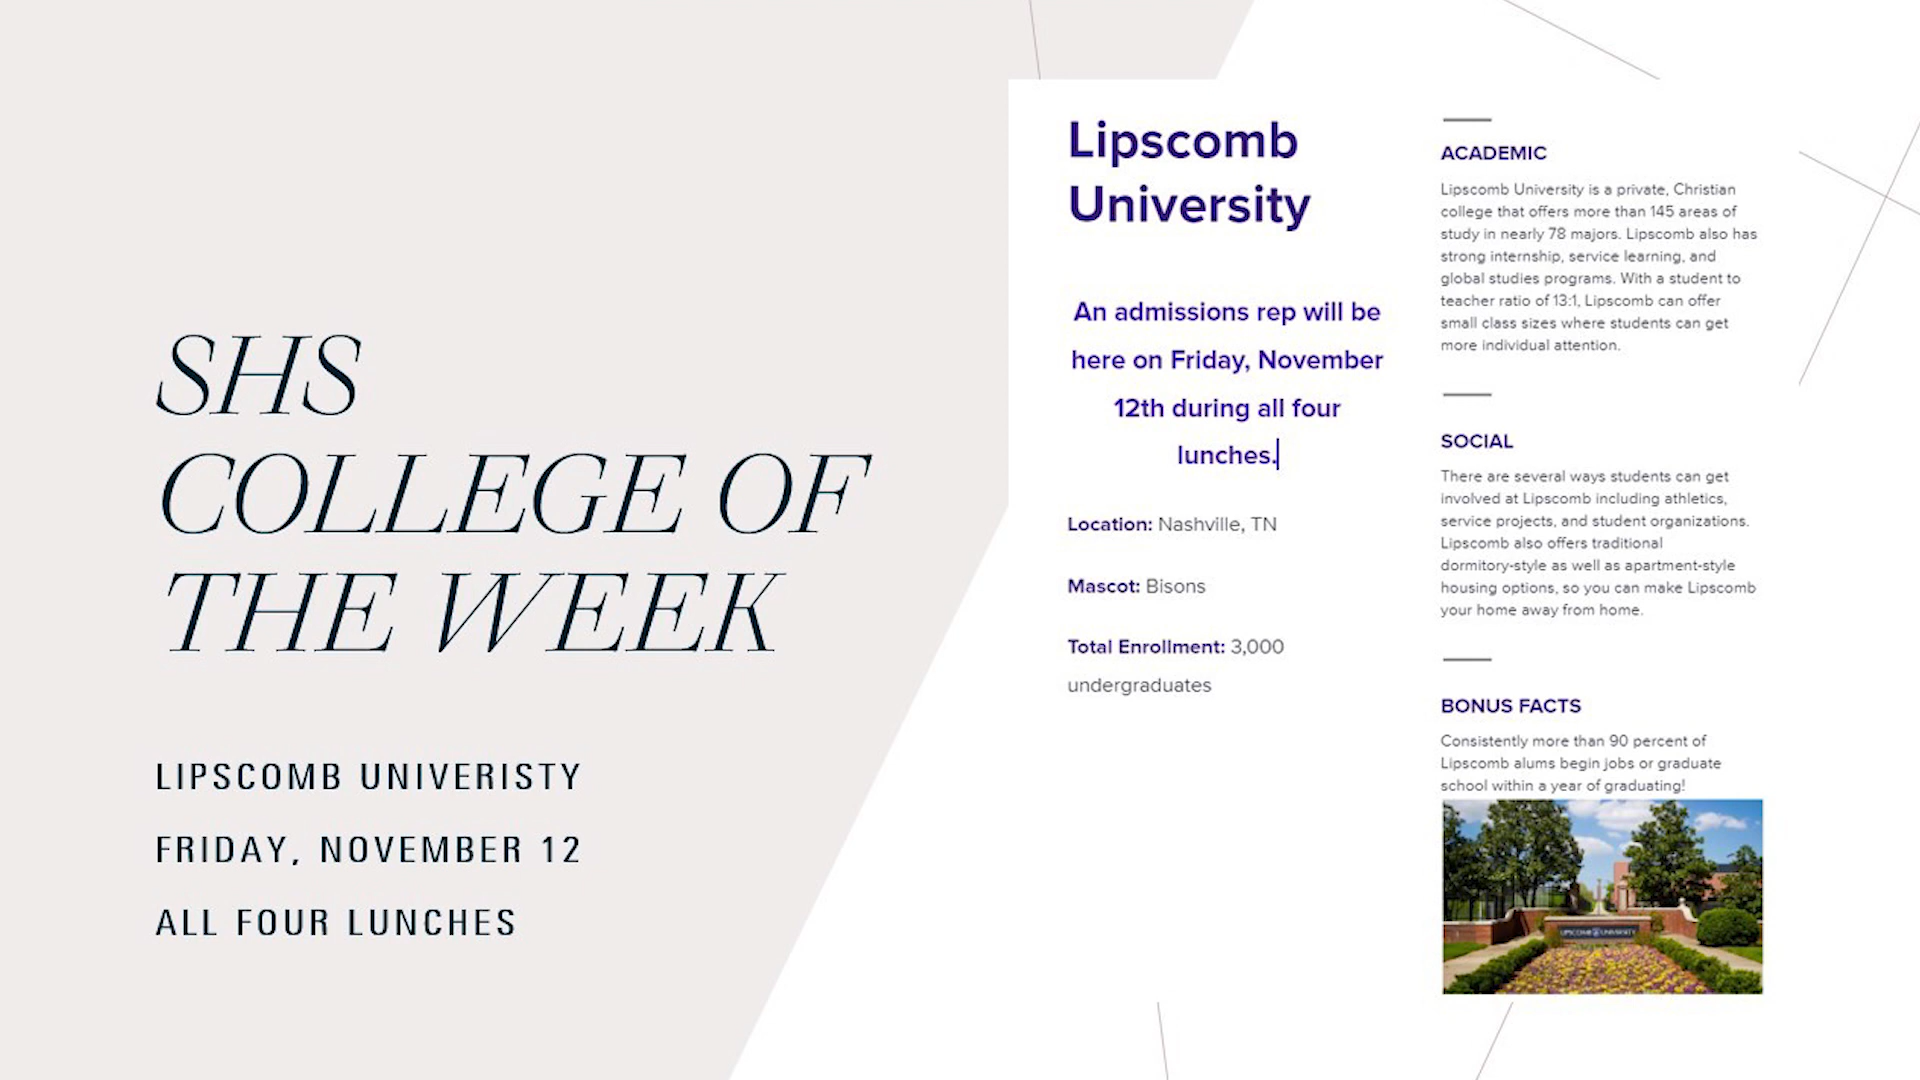 SHS
COLLEGE OF
THE WEEK
LIPSCOMB UNIVERISTY
FRIDAY, NOVEMBER 12
ALL FOUR LUNCHES
Lipscomb
University
An admissions rep will be
here on Friday, November
12th during all four
lunches.
Location: Nashville, TN
Mascot: Bisons
Total Enrollment: 3,000
undergraduates
ACADEMIC
Lipscomb University is a private, Christian
college that offers more than 145 areas of
study in nearly 78 majors. Lipscomb also has
strong internship, service learning, and
global studies programs. With a student to
teacher ratio of 13:1, Lipscomb can offer
small class sizes where students can get
more individual attention.
SOCIAL
There are several ways students can get
involved at Lipscomb including athletics,
service projects, and student organizations.
Lipscomb also offers traditional
dormitory-style as well as apartment-style
housing options, so you can make Lipscomb
your home away from home.
BONUS FACTS
Consistently more than 90 percent of
Lipscomb alums begin jobs or graduate
school within a year of graduating!
LIPSCOMB UNIVERSITY